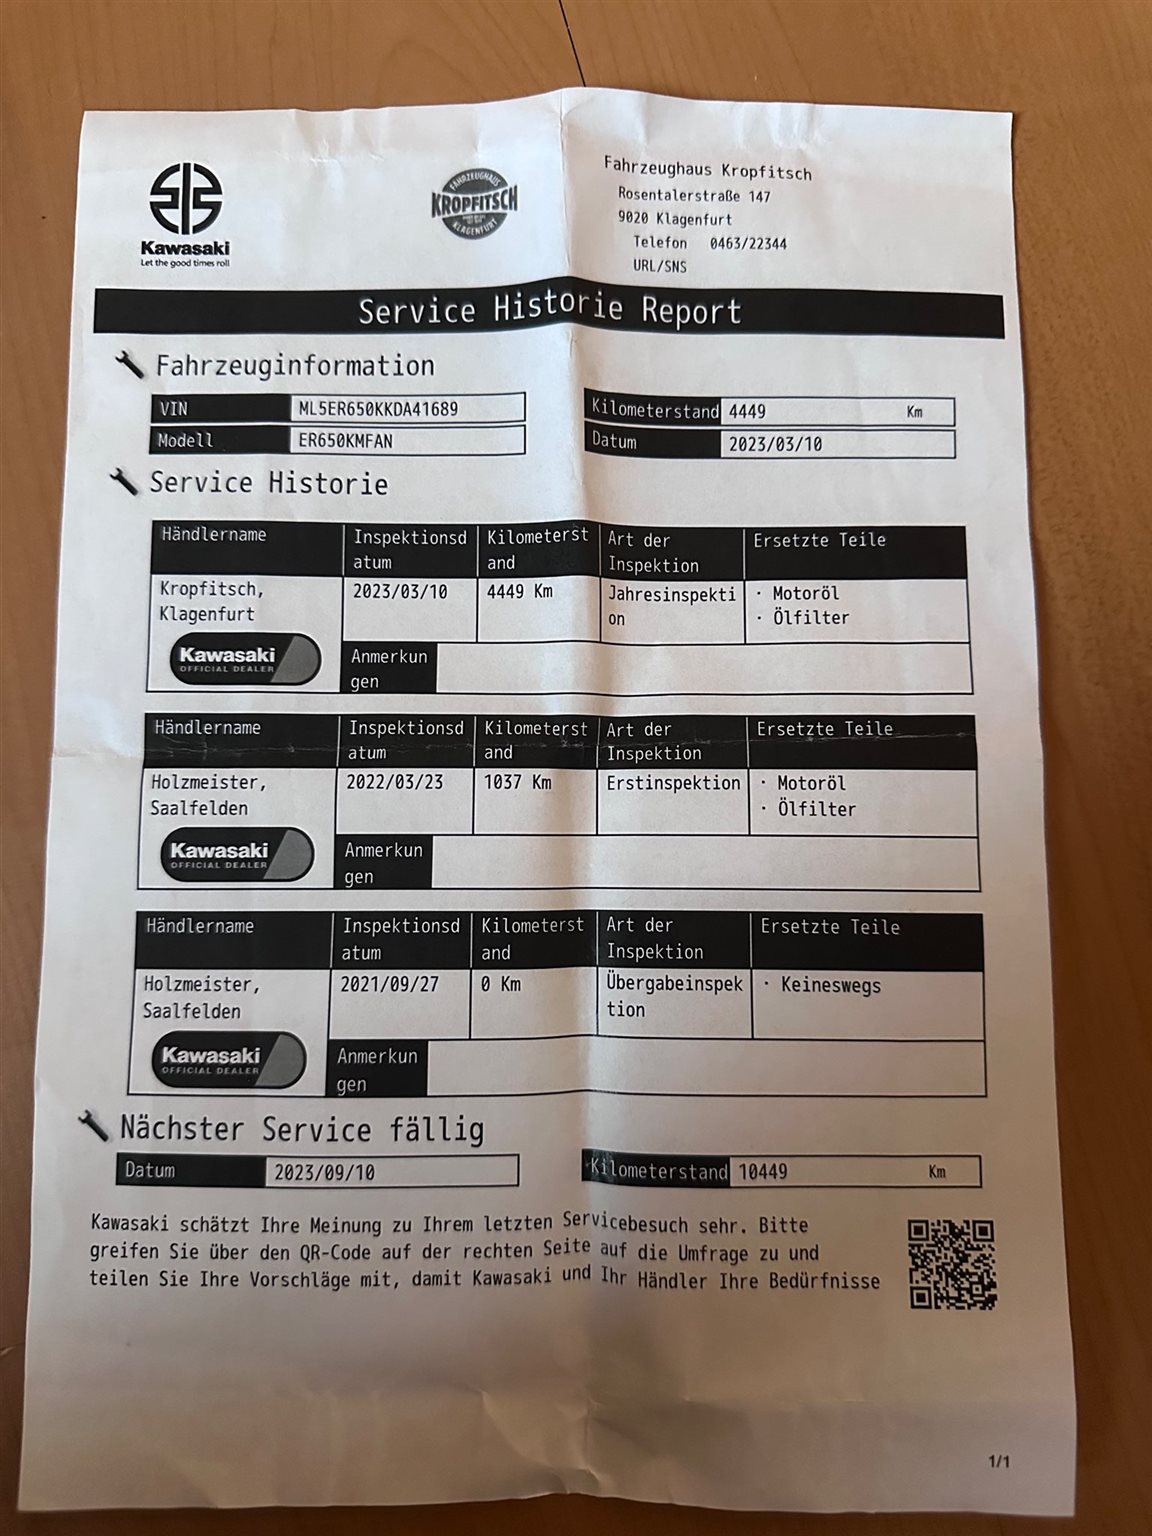 Kawasaki
Let the good times roll
FAHRZEUGHAUS
KROPFITSCH
KLAGENFURT
Fahrzeughaus Kropfitsch
Rosentalerstraße 147
9020 Klagenfurt
Telefon 0463/22344
URL/SNS
Service Historie Report
Fahrzeuginformation
VIN ML5ER650KKDA41689 Kilometerstand 4449 Km
Modell ER650KMFAN Datum 2023/03/10
Service Historie
Händlername Inspektionsd Kilometerst Art der Ersetzte Teile
atum and Inspektion
Kropfitsch, 2023/03/10 4449 Km Jahresinspekti · Motoröl
Klagenfurt on · Ölfilter
Kawasaki Anmerkun
OFFICIAL DEALER gen
Händlername Inspektionsd Kilometerst Art der Ersetzte Teile
atum and Inspektion
Holzmeister, 2022/03/23 1037 Km Erstinspektion · Motoröl
Saalfelden · Ölfilter
Kawasaki Anmerkun
OFFICIAL DEALER gen
Händlername Inspektionsd Kilometerst Art der Ersetzte Teile
atum and Inspektion
Holzmeister, 2021/09/27 0 Km Übergabeinspek · Keineswegs
Saalfelden tion
Kawasaki Anmerkun
OFFICIAL DEALER gen
Nächster Service fällig
Datum 2023/09/10 Kilometerstand 10449 Km
Kawasaki schätzt Ihre Meinung zu Ihrem letzten Servicebesuch sehr. Bitte
greifen Sie über den QR-Code auf der rechten Seite auf die Umfrage zu und
teilen Sie Ihre Vorschläge mit, damit Kawasaki und Ihr Händler Ihre Bedürfnisse
1/1